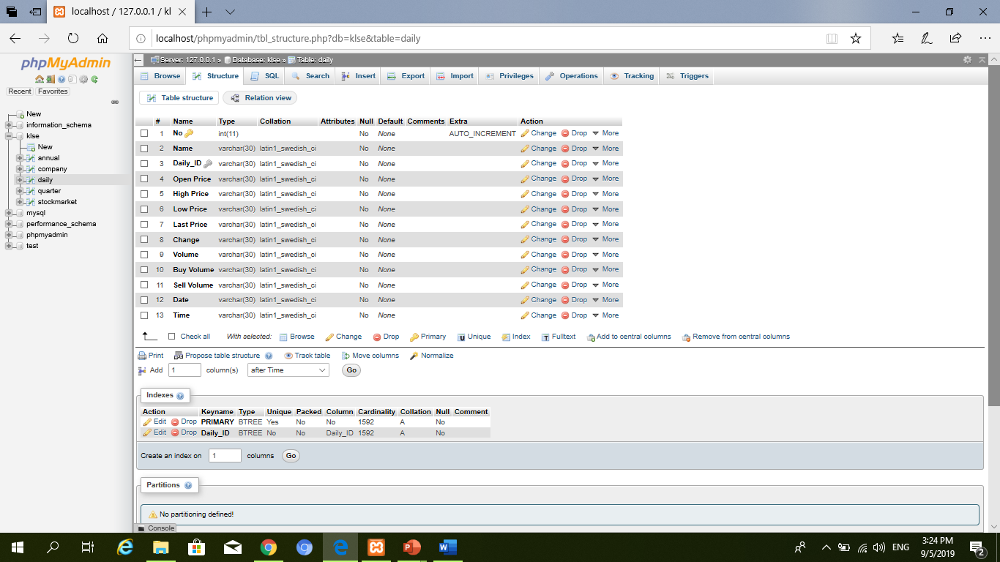 localhost / 127.0.0.1 / kl
localhost/phpmyadmin/tbl_structure.php?db=klse&table=daily
phpMyAdmin
Recent Favorites
New
information_schema
klse
New
annual
company
daily
quarter
stockmarket
mysql
performance_schema
phpmyadmin
test
Server: 127.0.0.1 » Database: klse » Table: daily
Browse Structure SQL Search Insert Export Import Privileges Operations Tracking Triggers
Table structure Relation view
# Name Type Collation Attributes Null Default Comments Extra Action
1 No int(11) No None AUTO_INCREMENT Change Drop More
2 Name varchar(30) latin1_swedish_ci No None Change Drop More
3 Daily_ID varchar(30) latin1_swedish_ci No None Change Drop More
4 Open Price varchar(30) latin1_swedish_ci No None Change Drop More
5 High Price varchar(30) latin1_swedish_ci No None Change Drop More
6 Low Price varchar(30) latin1_swedish_ci No None Change Drop More
7 Last Price varchar(30) latin1_swedish_ci No None Change Drop More
8 Change varchar(30) latin1_swedish_ci No None Change Drop More
9 Volume varchar(30) latin1_swedish_ci No None Change Drop More
10 Buy Volume varchar(30) latin1_swedish_ci No None Change Drop More
11 Sell Volume varchar(30) latin1_swedish_ci No None Change Drop More
12 Date varchar(30) latin1_swedish_ci No None Change Drop More
13 Time varchar(30) latin1_swedish_ci No None Change Drop More
Check all With selected: Browse Change Drop Primary Unique Index Fulltext Add to central columns Remove from central columns
Print Propose table structure Track table Move columns Normalize
Add 1 column(s) after Time Go
Indexes
Action Keyname Type Unique Packed Column Cardinality Collation Null Comment
Edit Drop PRIMARY BTREE Yes No No 1592 A No
Edit Drop Daily_ID BTREE No No Daily_ID 1592 A No
Create an index on 1 columns Go
Partitions
No partitioning defined!
Console
ENG
3:24 PM
9/5/2019
2